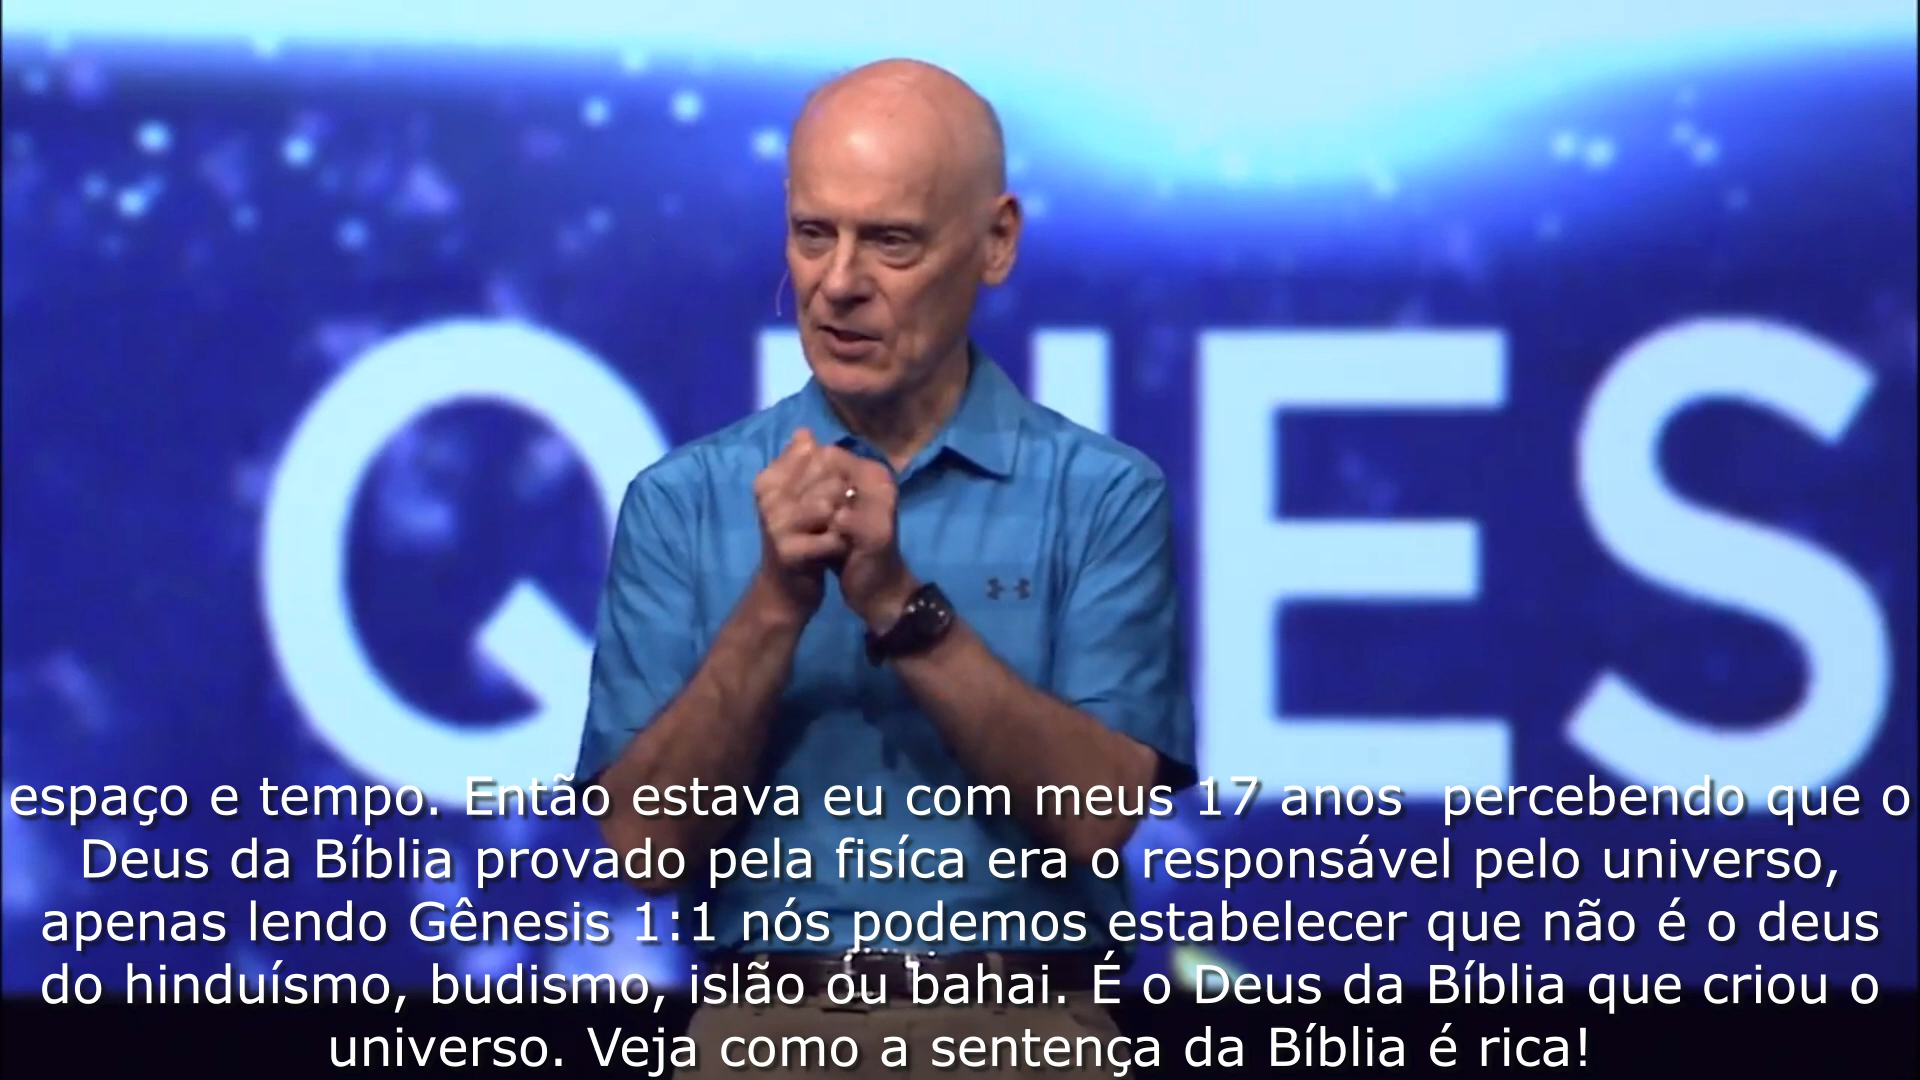 QUES
espaço e tempo. Então estava eu com meus 17 anos  percebendo que o
Deus da Bíblia provado pela fisíca era o responsável pelo universo,
apenas lendo Gênesis 1:1 nós podemos estabelecer que não é o deus
do hinduísmo, budismo, islão ou bahai. É o Deus da Bíblia que criou o
universo. Veja como a sentença da Bíblia é rica!